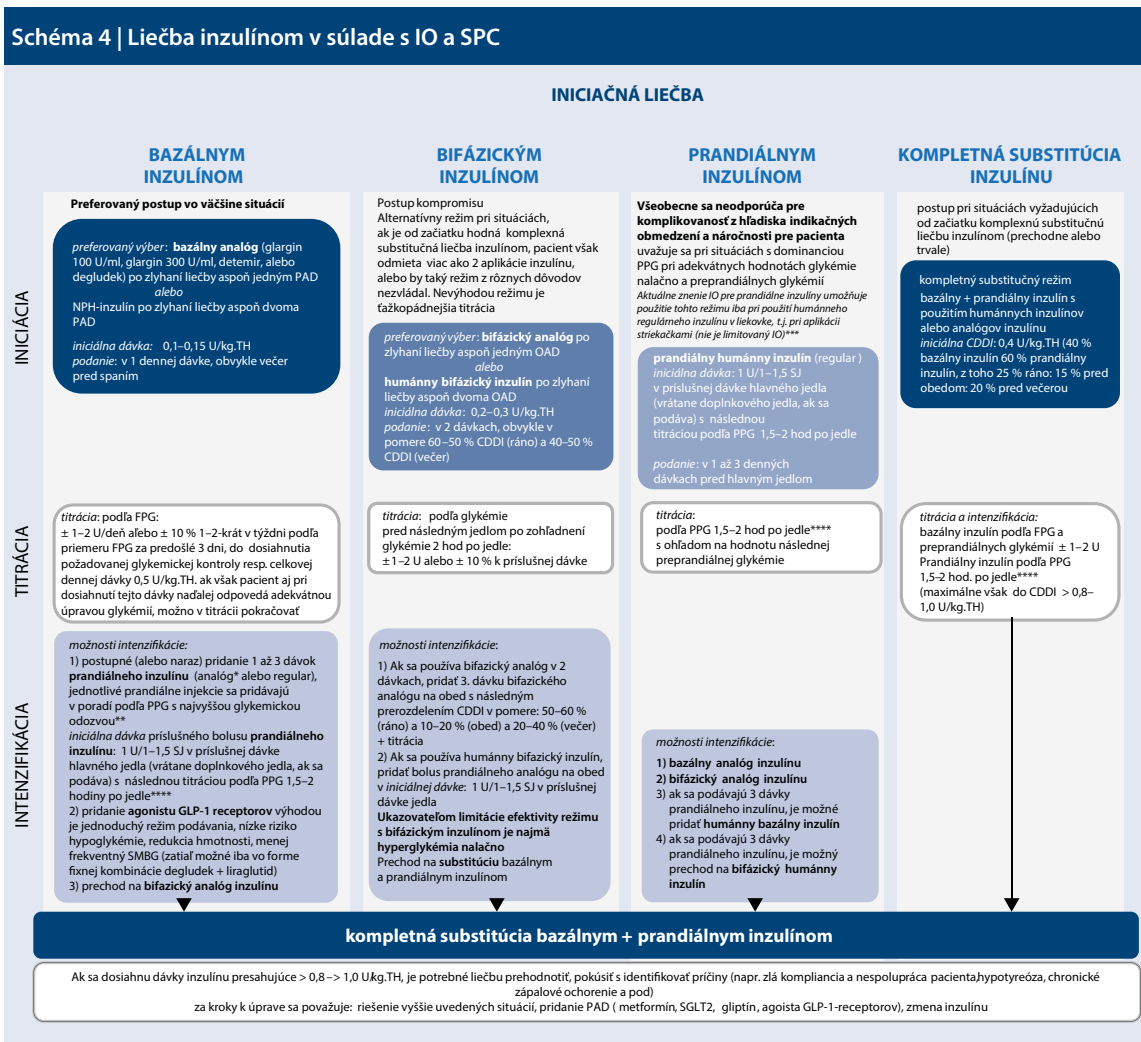 Schéma 4 | Liečba inzulínom v súlade s IO a SPC
INICIAČNÁ LIEČBA
BAZÁLNYM
INZULÍNOM
BIFÁZICKÝM
INZULÍNOM
PRANDIÁLNYM
INZULÍNOM
KOMPLETNÁ SUBSTITÚCIA
INZULÍNU
INICIÁCIA
Preferovaný postup vo väčšine situácií
preferovaný výber: bazálny analóg (glargin
100 U/ml, glargin 300 U/ml, detemir, alebo
degludek) po zlyhaní liečby aspoň jedným PAD
alebo
NPH-inzulín po zlyhaní liečby aspoň dvoma
PAD
iniciálna dávka: 0,1–0,15 U/kg.TH
podanie: v 1 dennej dávke, obvykle večer
pred spaním
Postup kompromisu
Alternatívny režim pri situáciách,
ak je od začiatku hodná komplexná
substitučná liečba inzulínom, pacient však
odmieta viac ako 2 aplikácie inzulínu,
alebo by taký režim z rôznych dôvodov
nezvládal. Nevýhodou režimu je
ťažkopádnejšia titrácia
preferovaný výber: bifázický analóg po
zlyhaní liečby aspoň jedným OAD
alebo
humánny bifázický inzulín po zlyhaní
liečby aspoň dvoma OAD
iniciálna dávka: 0,2–0,3 U/kg.TH
podanie: v 2 dávkach, obvykle v
pomere 60–50 % CDDI (ráno) a 40–50 %
CDDI (večer)
Všeobecne sa neodporúča pre
komplikovanosť z hľadiska indikačných
obmedzení a náročnosti pre pacienta
uvažuje sa pri situáciách s dominanciou
PPG pri adekvátnych hodnotách glykémie
nalačno a preprandiálnych glykémií
Aktuálne znenie IO pre prandiálne inzulíny umožňuje
použitie tohto režimu iba pri použití humánneho
regulárneho inzulínu v liekovke, t.j. pri aplikácii
striekačkami (nie je limitovaný IO)***
prandiálny humánny inzulín (regular )
iniciálna dávka: 1 U/1–1,5 SJ
v príslušnej dávke hlavného jedla
(vrátane doplnkového jedla, ak sa
podáva) s následnou
titráciou podľa PPG 1,5–2 hod po jedle
podanie: v 1 až 3 denných
dávkach pred hlavným jedlom
postup pri situáciách vyžadujúcich
od začiatku komplexnú substitučnú
liečbu inzulínom (prechodne alebo
trvale)
kompletný substitučný režim
bazálny + prandiálny inzulín s
použitím humánnych inzulínov
alebo analógov inzulínu
iniciálna CDDI: 0,4 U/kg.TH (40 %
bazálny inzulín 60 % prandiálny
inzulín, z toho 25 % ráno: 15 % pred
obedom: 20 % pred večerou
TITRÁCIA
titrácia: podľa FPG:
± 1–2 U/deň aľebo ± 10 % 1–2-krát v týždni podľa
priemeru FPG za predošlé 3 dni, do dosiahnutia
požadovanej glykemickej kontroly resp. celkovej
dennej dávky 0,5 U/kg.TH. ak však pacient aj pri
dosiahnutí tejto dávky naďalej odpovedá adekvátnou
úpravou glykémií, možno v titrácii pokračovať
titrácia: podľa glykémie
pred následným jedlom po zohľadnení
glykémie 2 hod po jedle:
± 1–2 U alebo ± 10 % k príslušnej dávke
titrácia:
podľa PPG 1,5–2 hod po jedle****
s ohľadom na hodnotu následnej
preprandiálnej glykémie
titrácia a intenzifikácia:
bazálny inzulín podľa FPG a
preprandiálnych glykémií ± 1–2 U
Prandiálny inzulín podľa PPG
1,5–2 hod. po jedle****
(maximálne však do CDDI > 0,8–
1,0 U/kg.TH)
INTENZIFIKÁCIA
možnosti intenzifikácie:
1) postupné (alebo naraz) pridanie 1 až 3 dávok
prandiálneho inzulínu (analóg* alebo regular),
jednotlivé prandiálne injekcie sa pridávajú
v poradí podľa PPG s najvyššou glykemickou
odozvou**
iniciálna dávka príslušného bolusu prandiálneho
inzulínu: 1 U/1–1,5 SJ v príslušnej dávke
hlavného jedla (vrátane doplnkového jedla, ak sa
podáva) s následnou titráciou podľa PPG 1,5–2
hodiny po jedle****
2) pridanie agonistu GLP-1 receptorov výhodou
je jednoduchý režim podávania, nízke riziko
hypoglykémie, redukcia hmotnosti, menej
frekventný SMBG (zatiaľ možné iba vo forme
fixnej kombinácie degludek + liraglutid)
3) prechod na bifazický analóg inzulínu
možnosti intenzifikácie:
1) Ak sa používa bifazický analóg v 2
dávkach, pridať 3. dávku bifazického
analógu na obed s následným
prerozdelením CDDI v pomere: 50–60 %
(ráno) a 10–20 % (obed) a 20–40 % (večer)
+ titrácia
2) Ak sa používa humánny bifazický inzulín,
pridať bolus prandiálneho analógu na obed
v iniciálnej dávke: 1 U/1–1,5 SJ v príslušnej
dávke jedla
Ukazovateľom limitácie efektivity režimu
s bifázickým inzulínom je najmä
hyperglykémia nalačno
Prechod na substitúciu bazálnym
a prandiálnym inzulínom
možnosti intenzifikácie:
1) bazálny analóg inzulínu
2) bifázický analóg inzulínu
3) ak sa podávajú 3 dávky
prandiálneho inzulínu, je možné
pridať humánny bazálny inzulín
4) ak sa podávajú 3 dávky
prandiálneho inzulínu, je možný
prechod na bifázický humánny
inzulín
kompletná substitúcia bazálnym + prandiálnym inzulínom
Ak sa dosiahnu dávky inzulínu presahujúce > 0,8 –> 1,0 U/kg.TH, je potrebné liečbu prehodnotiť, pokúsiť s identifikovať príčiny (napr. zlá kompliancia a nespolupráca pacienta,hypotyreóza, chronické
zápalové ochorenie a pod)
za kroky k úprave sa považuje: riešenie vyššie uvedených situácií, pridanie PAD ( metformín, SGLT2, gliptín, agoista GLP-1-receptorov), zmena inzulínu